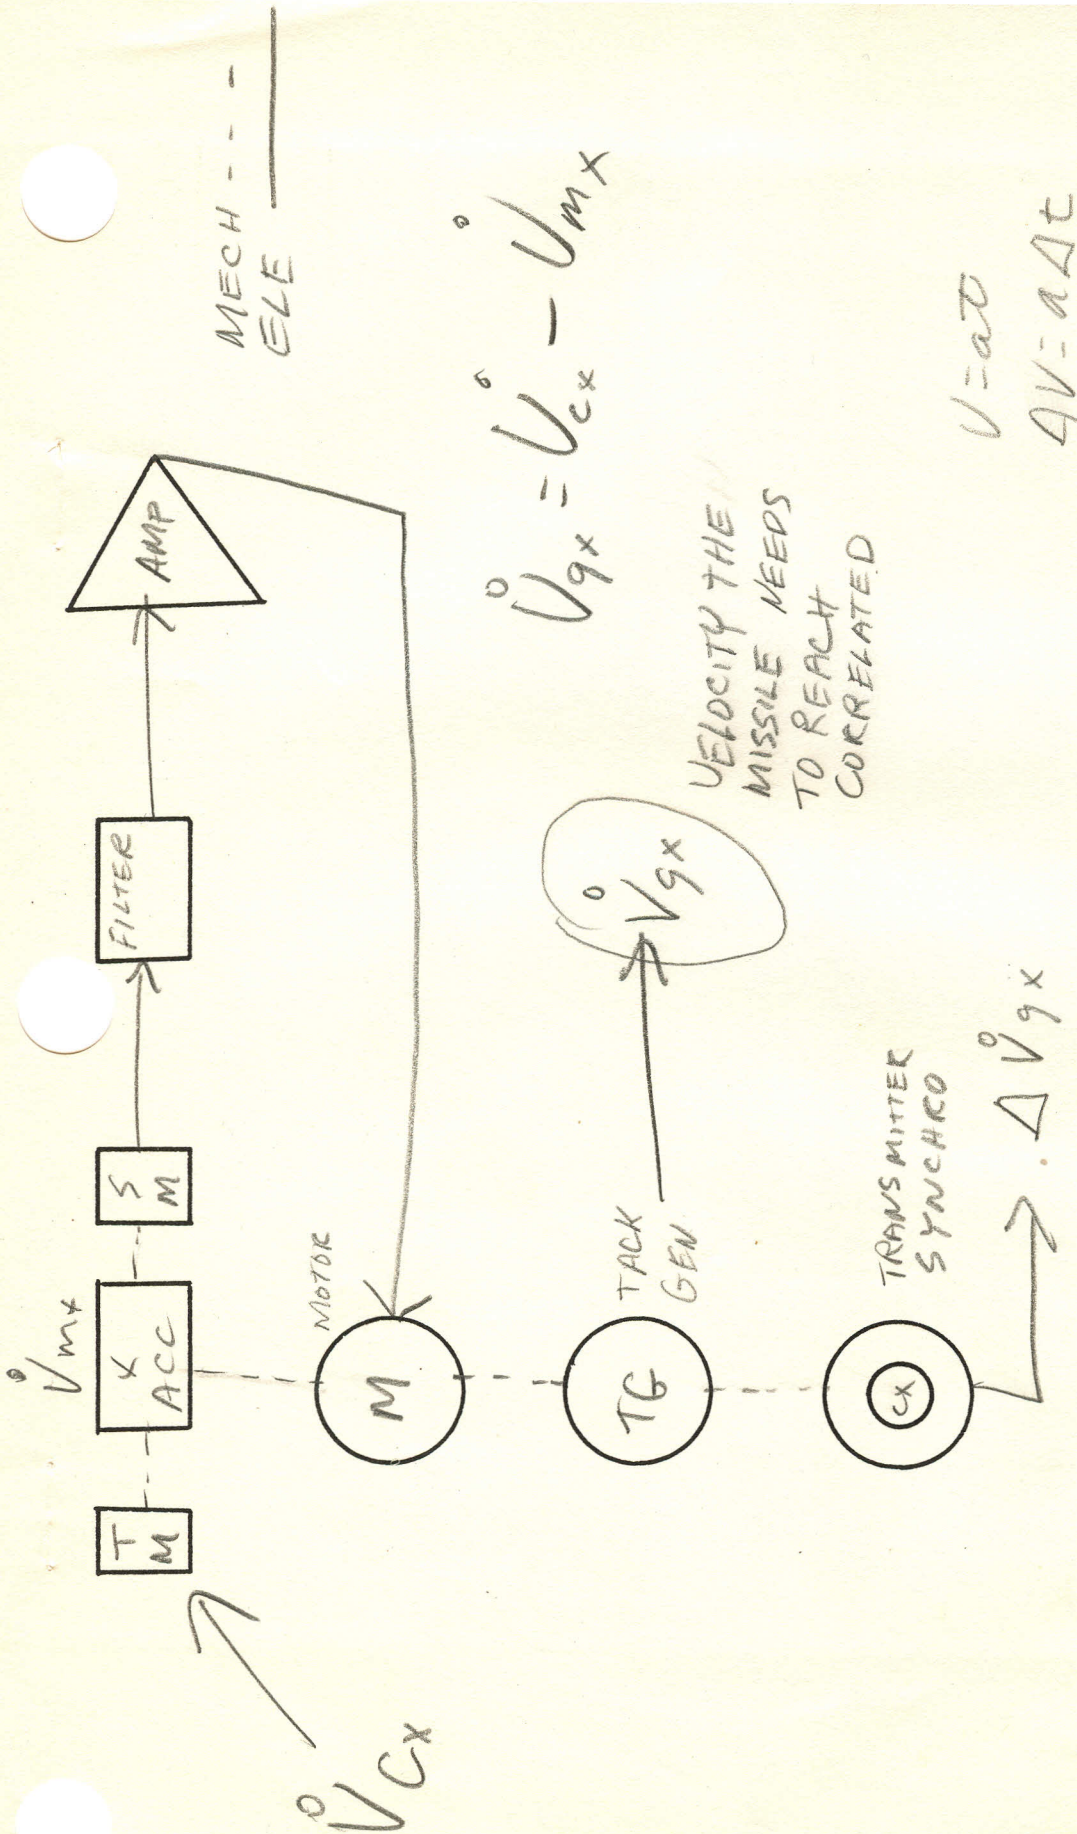 V̇mx
T
M
X
ACC
S
M
FILTER
AMP
MECH ----
ELE ____
V̇cx
MOTOR
M
V̇gx = V̇cx - V̇mx
TG
TACK
GEN
V̇gx
VELOCITY THE
MISSILE NEEDS
TO REACH
CORRELATED
CX
TRANSMITTER
SYNCHRO
ΔV̇gx
V=at
ΔV=aΔt